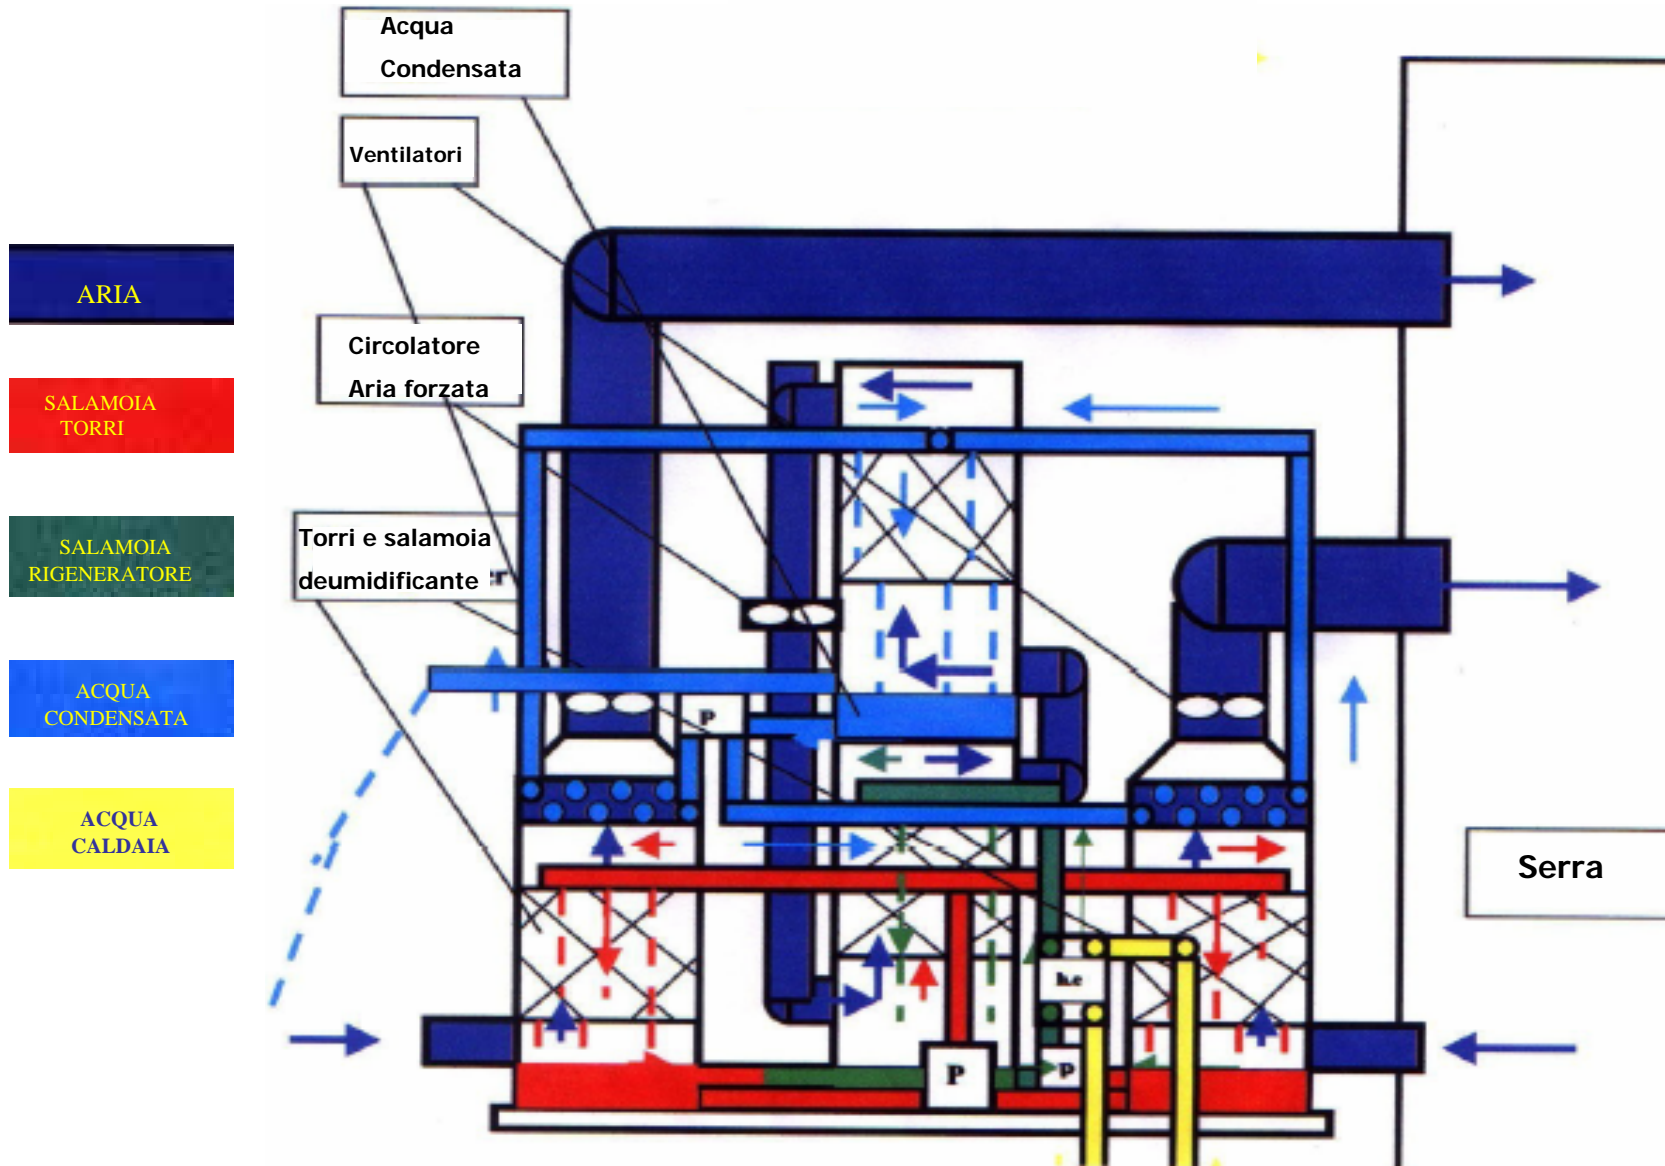 Acqua
Condensata
Ventilatori
ARIA
Circolatore
Aria forzata
SALAMOIA
TORRI
Torri e salamoia
deumidificante er
SALAMOIA
RIGENERATORE
ACQUA
CONDENSATA
P
ACQUA
CALDAIA
Serra
h.e
P
P